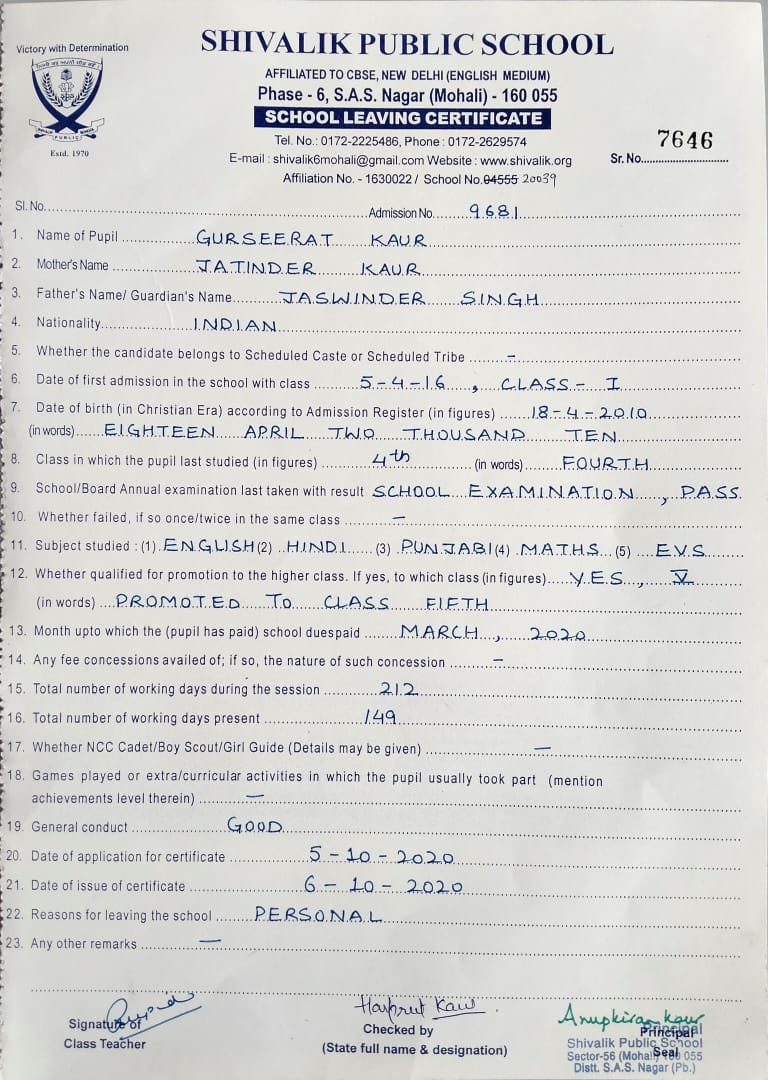 Victory with Determination
SHIVALIK PUBLIC SCHOOL
AFFILIATED TO CBSE, NEW DELHI (ENGLISH MEDIUM)
Phase - 6, S.A.S. Nagar (Mohali) - 160 055
SCHOOL LEAVING CERTIFICATE
Estd. 1970
Tel. No.: 0172-2225486, Phone : 0172-2629574
E-mail : shivalik6mohali@gmail.com Website : www.shivalik.org
Sr. No. 7646
Affiliation No. - 1630022 / School No. 04555 20039
Sl. No. Admission No. 9681
1. Name of Pupil GURSEERAT KAUR
2. Mother's Name JATINDER KAUR
3. Father's Name/ Guardian's Name JASWINDER SINGH
4. Nationality INDIAN
5. Whether the candidate belongs to Scheduled Caste or Scheduled Tribe –
6. Date of first admission in the school with class 5-4-16, CLASS - I
7. Date of birth (in Christian Era) according to Admission Register (in figures) 18-4-2010
(in words) EIGHTEEN APRIL TWO THOUSAND TEN
8. Class in which the pupil last studied (in figures) 4th (in words) FOURTH
9. School/Board Annual examination last taken with result SCHOOL EXAMINATION, PASS
10. Whether failed, if so once/twice in the same class –
11. Subject studied : (1) ENGLISH (2) HINDI (3) PUNJABI (4) MATHS (5) EVS
12. Whether qualified for promotion to the higher class. If yes, to which class (in figures) YES, V
(in words) PROMOTED TO CLASS FIFTH
13. Month upto which the (pupil has paid) school duespaid MARCH, 2020
14. Any fee concessions availed of; if so, the nature of such concession –
15. Total number of working days during the session 212
16. Total number of working days present 149
17. Whether NCC Cadet/Boy Scout/Girl Guide (Details may be given) –
18. Games played or extra/curricular activities in which the pupil usually took part (mention
achievements level therein) –
19. General conduct GOOD
20. Date of application for certificate 5-10-2020
21. Date of issue of certificate 6-10-2020
22. Reasons for leaving the school PERSONAL
23. Any other remarks –
Harpreet Kaur
Anupkiran kaur
Signature of
Class Teacher
Checked by
(State full name & designation)
Principal
Seal
Principal
Shivalik Public School
Sector-56 (Mohali) 160 055
Distt. S.A.S. Nagar (Pb.)